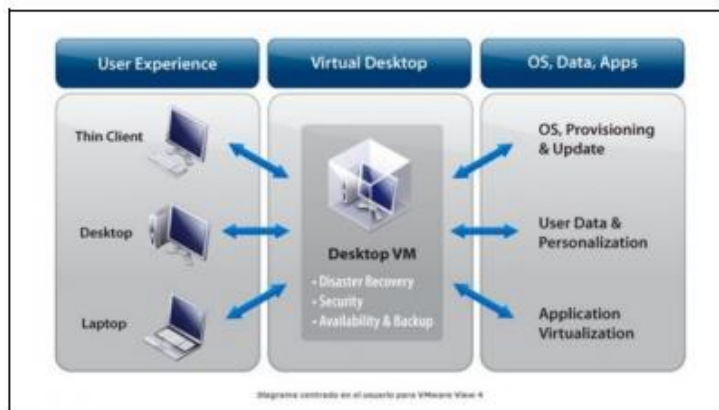 User Experience
Virtual Desktop
OS, Data, Apps
Thin Client
Desktop
Laptop
Desktop VM
• Disaster Recovery
• Security
• Availability & Backup
OS, Provisioning
& Update
User Data &
Personalization
Application
Virtualization
Diagrama centrado en el usuario para VMware View 4